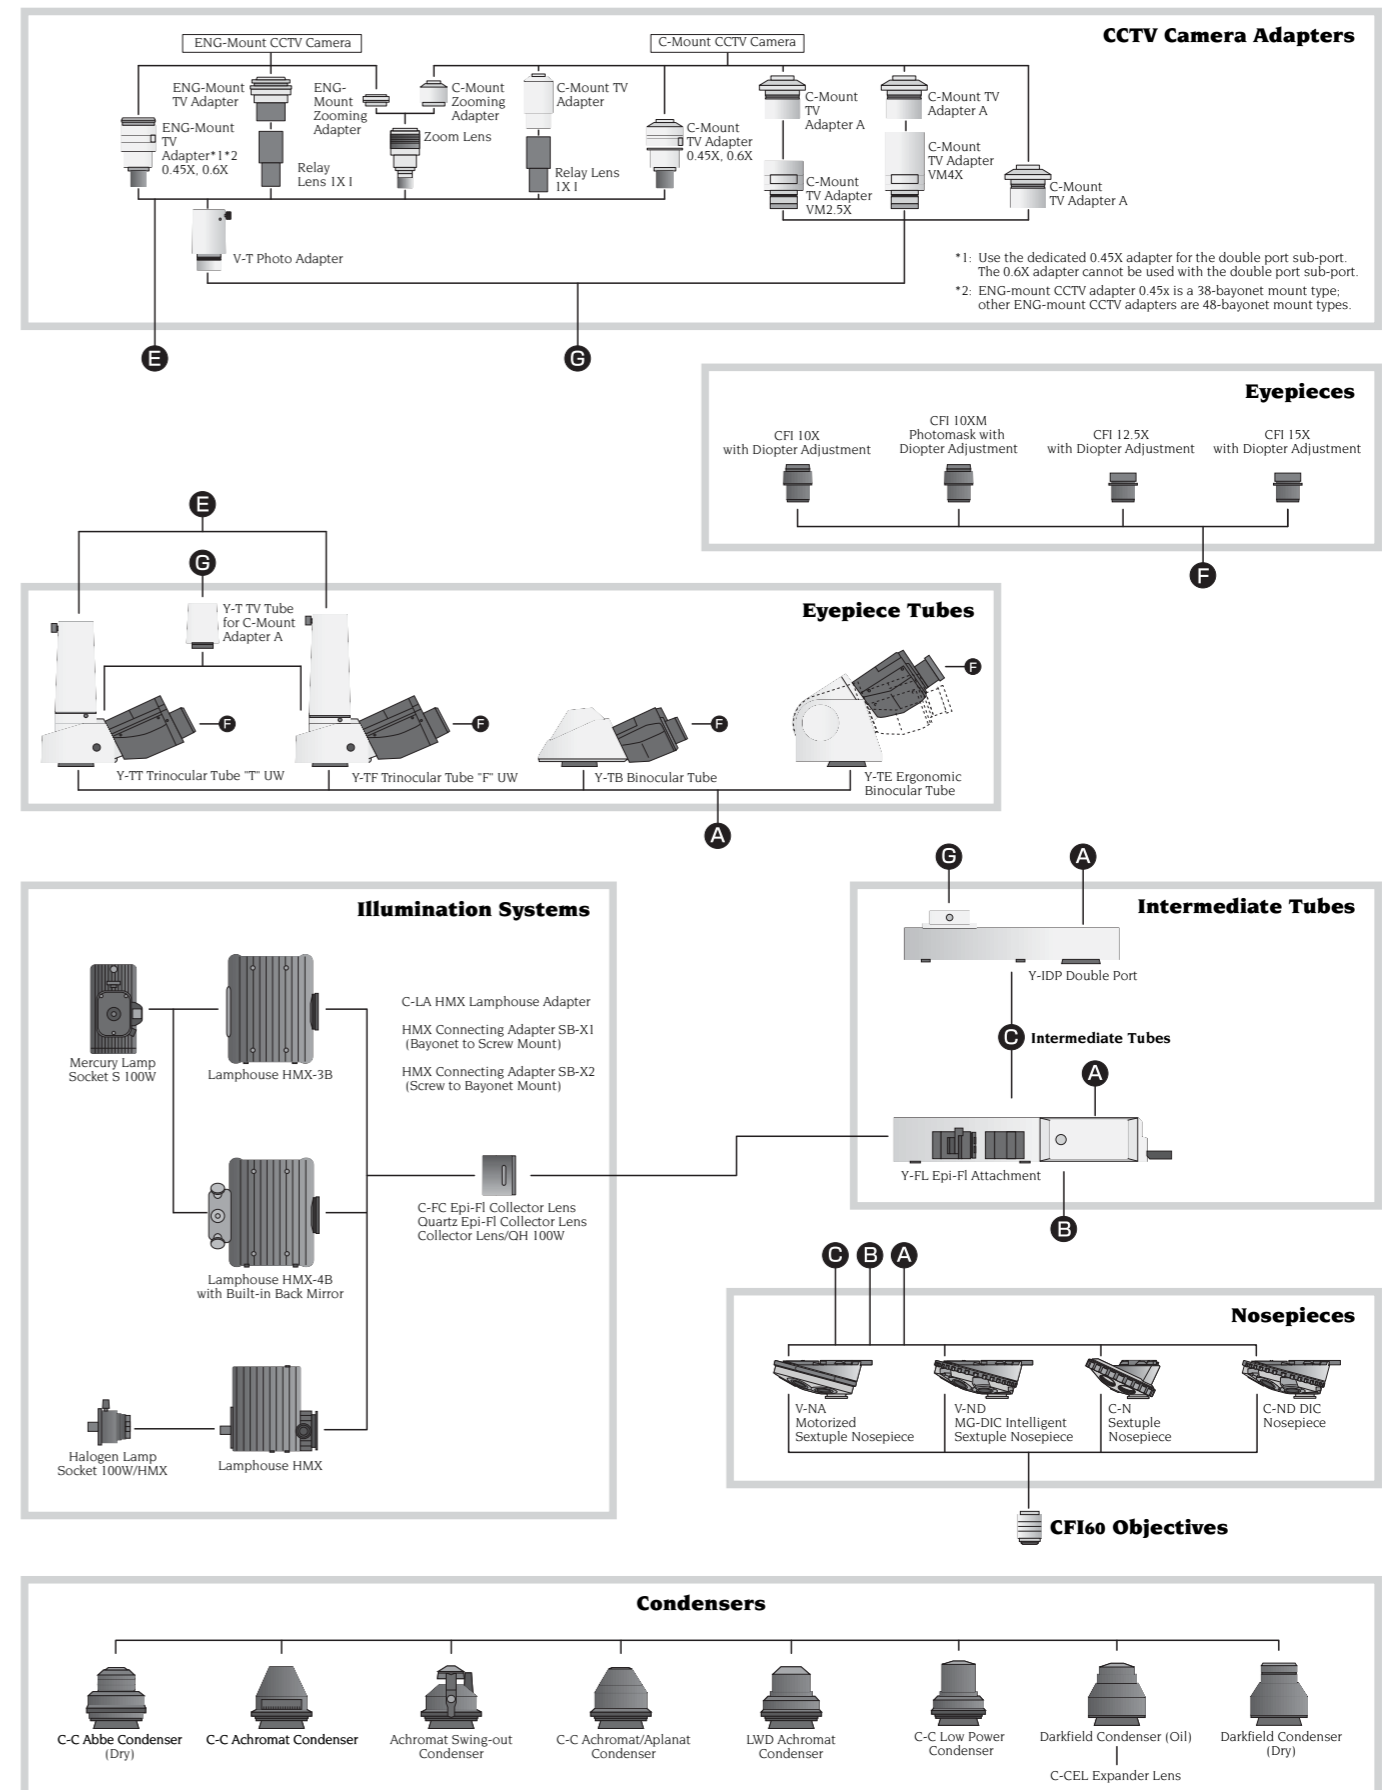 CCTV Camera Adapters
ENG-Mount CCTV Camera
C-Mount CCTV Camera
ENG-Mount
TV Adapter
ENG-Mount
TV
Adapter*1*2
0.45X, 0.6X
Relay
Lens 1X I
ENG-
Mount
Zooming
Adapter
C-Mount
Zooming
Adapter
Zoom Lens
C-Mount TV
Adapter
Relay Lens
1X I
C-Mount
TV Adapter
0.45X, 0.6X
C-Mount
TV
Adapter A
C-Mount
TV Adapter
VM2.5X
C-Mount TV
Adapter A
C-Mount
TV Adapter
VM4X
C-Mount
TV Adapter A
V-T Photo Adapter
*1: Use the dedicated 0.45X adapter for the double port sub-port.
The 0.6X adapter cannot be used with the double port sub-port.
*2: ENG-mount CCTV adapter 0.45x is a 38-bayonet mount type;
other ENG-mount CCTV adapters are 48-bayonet mount types.
E
G
Eyepieces
CFI 10X
with Diopter Adjustment
CFI 10XM
Photomask with
Diopter Adjustment
CFI 12.5X
with Diopter Adjustment
CFI 15X
with Diopter Adjustment
F
E
G
Eyepiece Tubes
Y-T TV Tube
for C-Mount
Adapter A
F
F
F
F
Y-TT Trinocular Tube "T" UW
Y-TF Trinocular Tube "F" UW
Y-TB Binocular Tube
Y-TE Ergonomic
Binocular Tube
A
Illumination Systems
Mercury Lamp
Socket S 100W
Lamphouse HMX-3B
C-LA HMX Lamphouse Adapter
HMX Connecting Adapter SB-X1
(Bayonet to Screw Mount)
HMX Connecting Adapter SB-X2
(Screw to Bayonet Mount)
C-FC Epi-Fl Collector Lens
Quartz Epi-Fl Collector Lens
Collector Lens/QH 100W
Lamphouse HMX-4B
with Built-in Back Mirror
Halogen Lamp
Socket 100W/HMX
Lamphouse HMX
G
A
Intermediate Tubes
Y-IDP Double Port
C Intermediate Tubes
A
Y-FL Epi-Fl Attachment
B
C B A
Nosepieces
V-NA
Motorized
Sextuple Nosepiece
V-ND
MG-DIC Intelligent
Sextuple Nosepiece
C-N
Sextuple
Nosepiece
C-ND DIC
Nosepiece
CFI60 Objectives
Condensers
C-C Abbe Condenser
(Dry)
C-C Achromat Condenser
Achromat Swing-out
Condenser
C-C Achromat/Aplanat
Condenser
LWD Achromat
Condenser
C-C Low Power
Condenser
Darkfield Condenser (Oil)
C-CEL Expander Lens
Darkfield Condenser
(Dry)